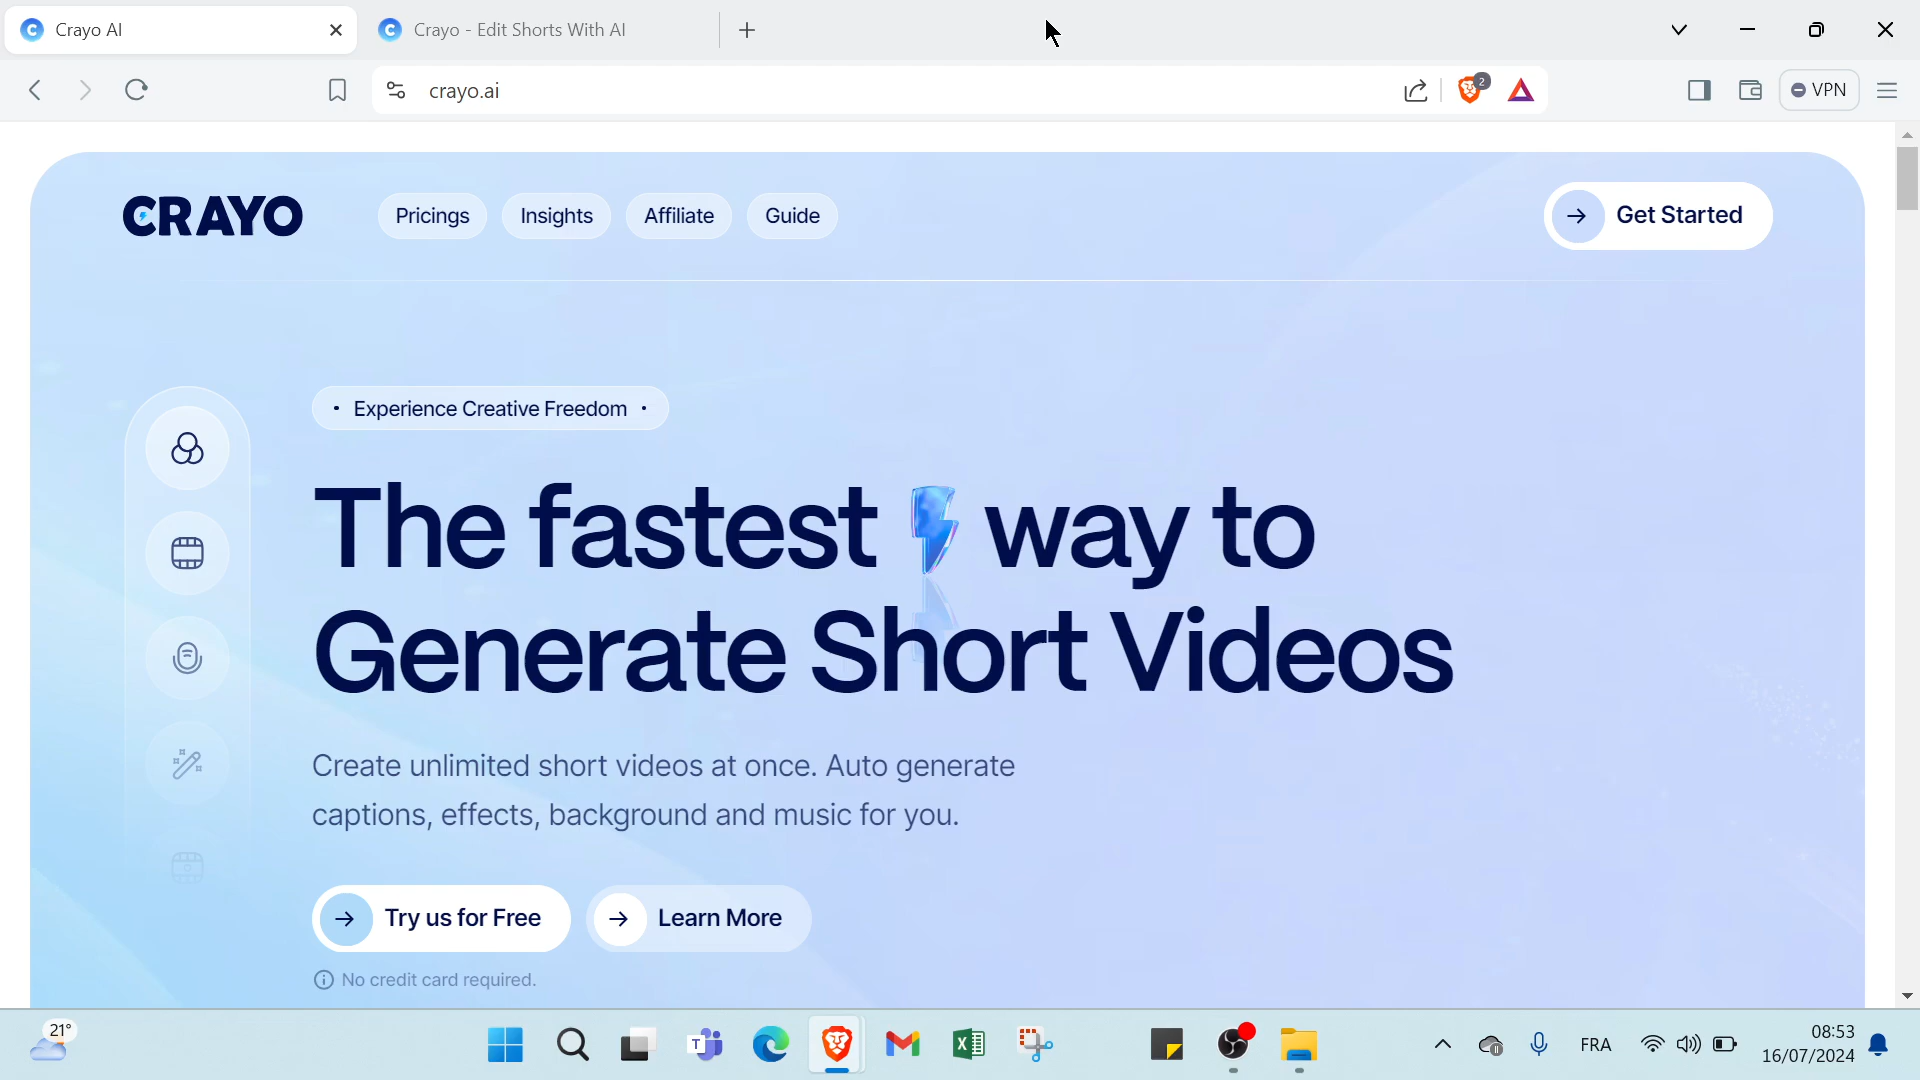 Crayo AI
Crayo - Edit Shorts With AI
crayo.ai
2
VPN
CRAYO
Pricings
Insights
Affiliate
Guide
Get Started
• Experience Creative Freedom •
The fastest way to
Generate Short Videos
Create unlimited short videos at once. Auto generate
captions, effects, background and music for you.
Try us for Free
Learn More
No credit card required.
21°
FRA
08:53
16/07/2024